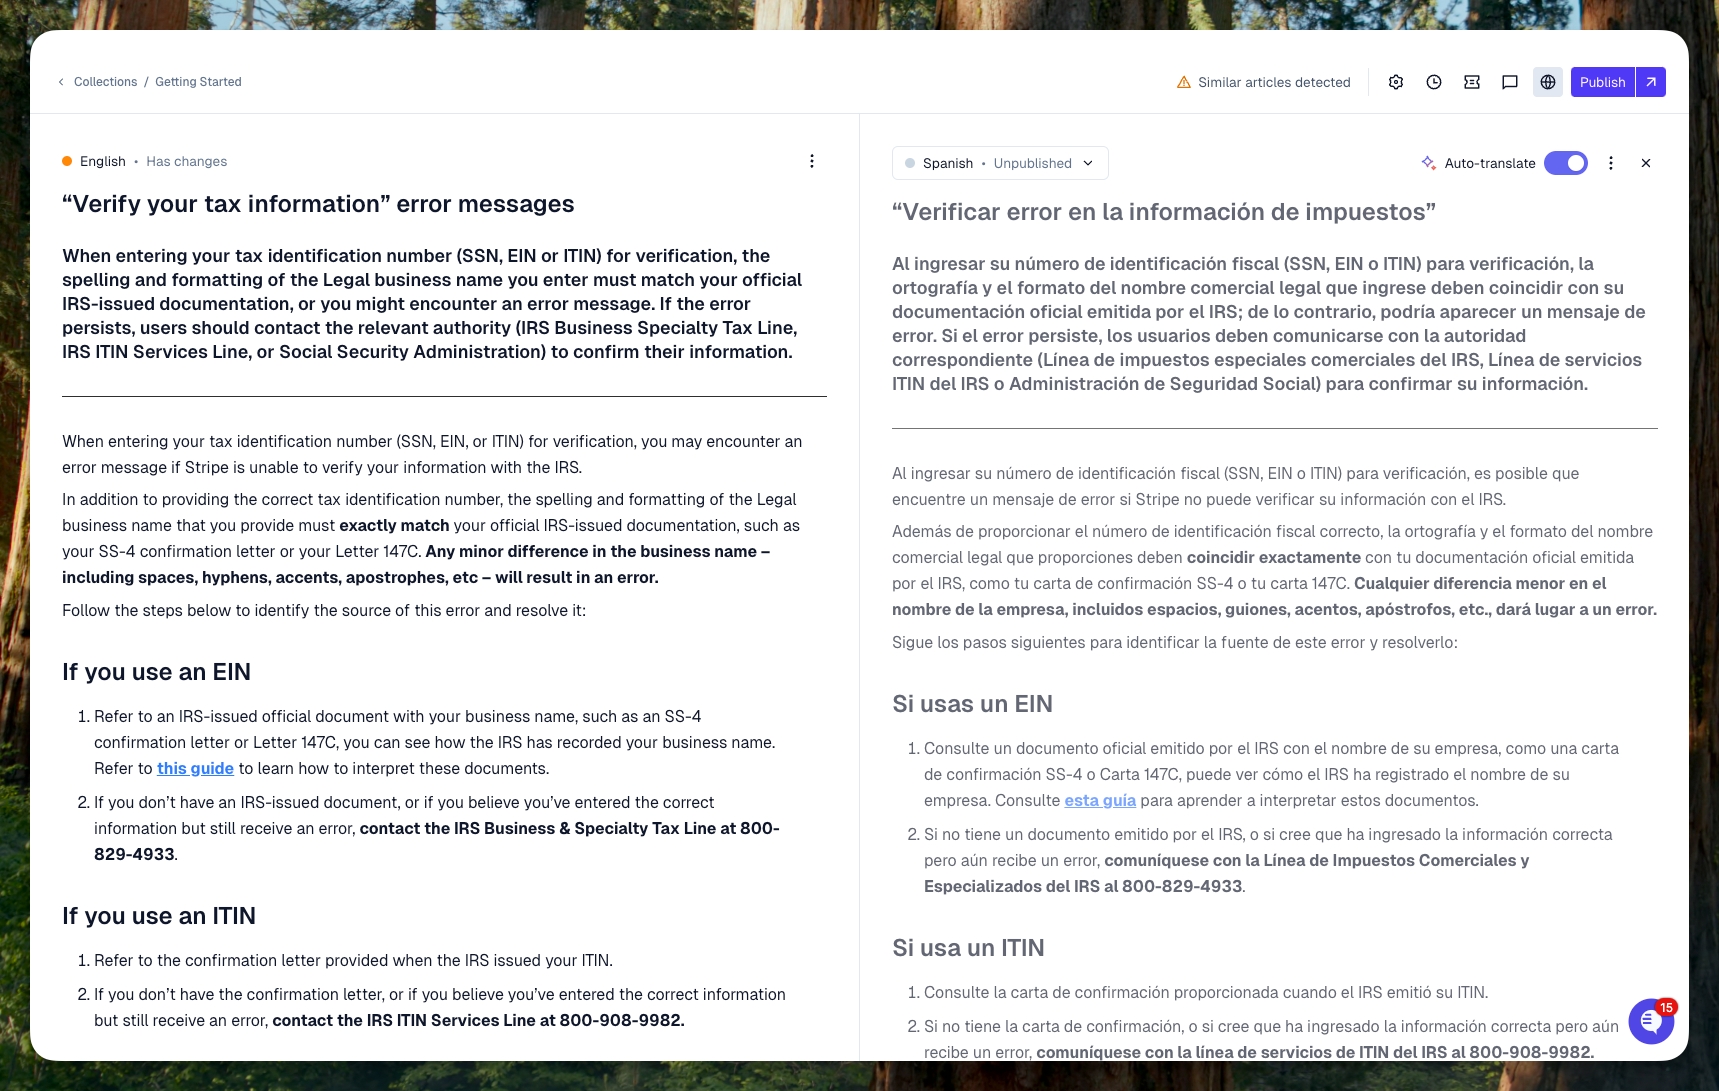 Collections / Getting Started
Similar articles detected
Publish
English • Has changes
“Verify your tax information” error messages
When entering your tax identification number (SSN, EIN or ITIN) for verification, the
spelling and formatting of the Legal business name you enter must match your official
IRS-issued documentation, or you might encounter an error message. If the error
persists, users should contact the relevant authority (IRS Business Specialty Tax Line,
IRS ITIN Services Line, or Social Security Administration) to confirm their information.
When entering your tax identification number (SSN, EIN, or ITIN) for verification, you may encounter an
error message if Stripe is unable to verify your information with the IRS.
In addition to providing the correct tax identification number, the spelling and formatting of the Legal
business name that you provide must exactly match your official IRS-issued documentation, such as
your SS-4 confirmation letter or your Letter 147C. Any minor difference in the business name –
including spaces, hyphens, accents, apostrophes, etc – will result in an error.
Follow the steps below to identify the source of this error and resolve it:
If you use an EIN
1. Refer to an IRS-issued official document with your business name, such as an SS-4
confirmation letter or Letter 147C, you can see how the IRS has recorded your business name.
Refer to this guide to learn how to interpret these documents.
2. If you don’t have an IRS-issued document, or if you believe you’ve entered the correct
information but still receive an error, contact the IRS Business & Specialty Tax Line at 800-
829-4933.
If you use an ITIN
1. Refer to the confirmation letter provided when the IRS issued your ITIN.
2. If you don’t have the confirmation letter, or if you believe you’ve entered the correct information
but still receive an error, contact the IRS ITIN Services Line at 800-908-9982.
Spanish • Unpublished
Auto-translate
“Verificar error en la información de impuestos”
Al ingresar su número de identificación fiscal (SSN, EIN o ITIN) para verificación, la
ortografía y el formato del nombre comercial legal que ingrese deben coincidir con su
documentación oficial emitida por el IRS; de lo contrario, podría aparecer un mensaje de
error. Si el error persiste, los usuarios deben comunicarse con la autoridad
correspondiente (Línea de impuestos especiales comerciales del IRS, Línea de servicios
ITIN del IRS o Administración de Seguridad Social) para confirmar su información.
Al ingresar su número de identificación fiscal (SSN, EIN o ITIN) para verificación, es posible que
encuentre un mensaje de error si Stripe no puede verificar su información con el IRS.
Además de proporcionar el número de identificación fiscal correcto, la ortografía y el formato del nombre
comercial legal que proporciones deben coincidir exactamente con tu documentación oficial emitida
por el IRS, como tu carta de confirmación SS-4 o tu carta 147C. Cualquier diferencia menor en el
nombre de la empresa, incluidos espacios, guiones, acentos, apóstrofos, etc., dará lugar a un error.
Sigue los pasos siguientes para identificar la fuente de este error y resolverlo:
Si usas un EIN
1. Consulte un documento oficial emitido por el IRS con el nombre de su empresa, como una carta
de confirmación SS-4 o Carta 147C, puede ver cómo el IRS ha registrado el nombre de su
empresa. Consulte esta guía para aprender a interpretar estos documentos.
2. Si no tiene un documento emitido por el IRS, o si cree que ha ingresado la información correcta
pero aún recibe un error, comuníquese con la Línea de Impuestos Comerciales y
Especializados del IRS al 800-829-4933.
Si usa un ITIN
1. Consulte la carta de confirmación proporcionada cuando el IRS emitió su ITIN.
2. Si no tiene la carta de confirmación, o si cree que ha ingresado la información correcta pero aún
recibe un error, comuníquese con la línea de servicios de ITIN del IRS al 800-908-9982.
15